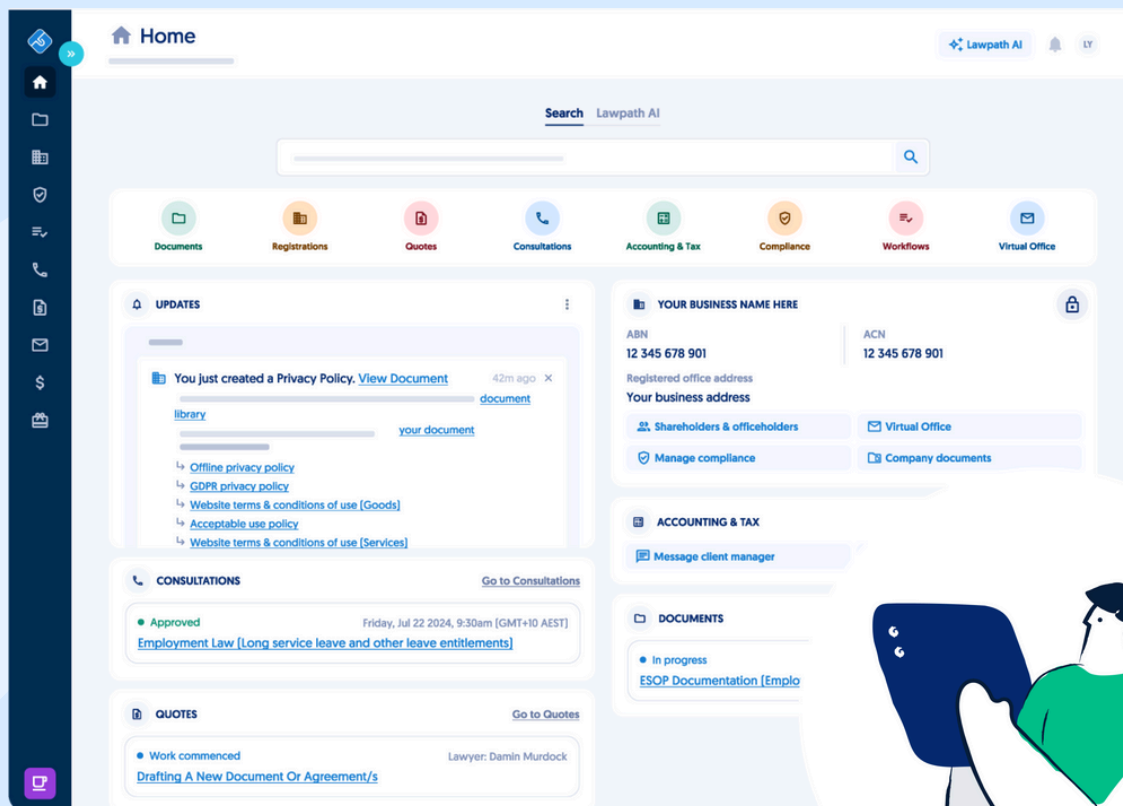 Home
Lawpath AI
LY
Search Lawpath AI
Documents Registrations Quotes Consultations Accounting & Tax Compliance Workflows Virtual Office
UPDATES
You just created a Privacy Policy. View Document 42m ago
document
library
your document
Offline privacy policy
GDPR privacy policy
Website terms & conditions of use [Goods]
Acceptable use policy
Website terms & conditions of use [Services]
CONSULTATIONS Go to Consultations
Approved Friday, Jul 22 2024, 9:30am [GMT+10 AEST]
Employment Law [Long service leave and other leave entitlements]
QUOTES Go to Quotes
Work commenced Lawyer: Damin Murdock
Drafting A New Document Or Agreement/s
YOUR BUSINESS NAME HERE
ABN ACN
12 345 678 901 12 345 678 901
Registered office address
Your business address
Shareholders & officeholders Virtual Office
Manage compliance Company documents
ACCOUNTING & TAX
Message client manager
DOCUMENTS
In progress
ESOP Documentation [Emplo